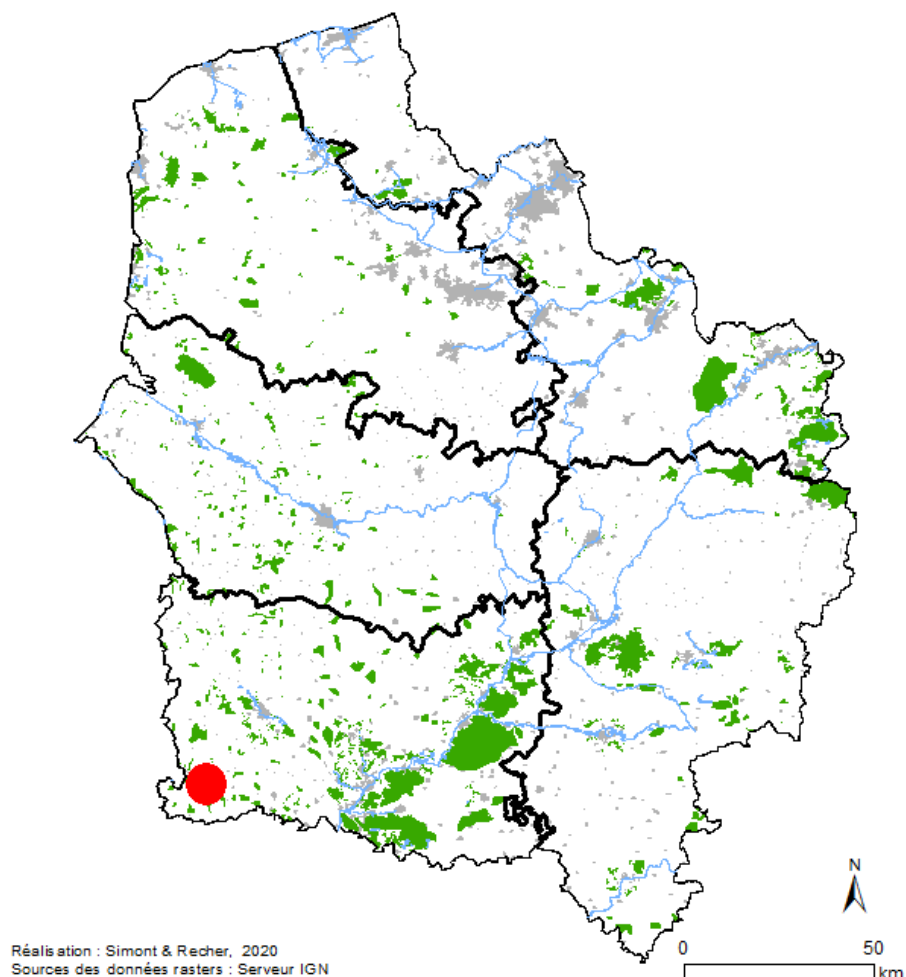 N
0 50
km
Réalisation : Simont & Recher, 2020
Sources des données rasters : Serveur IGN